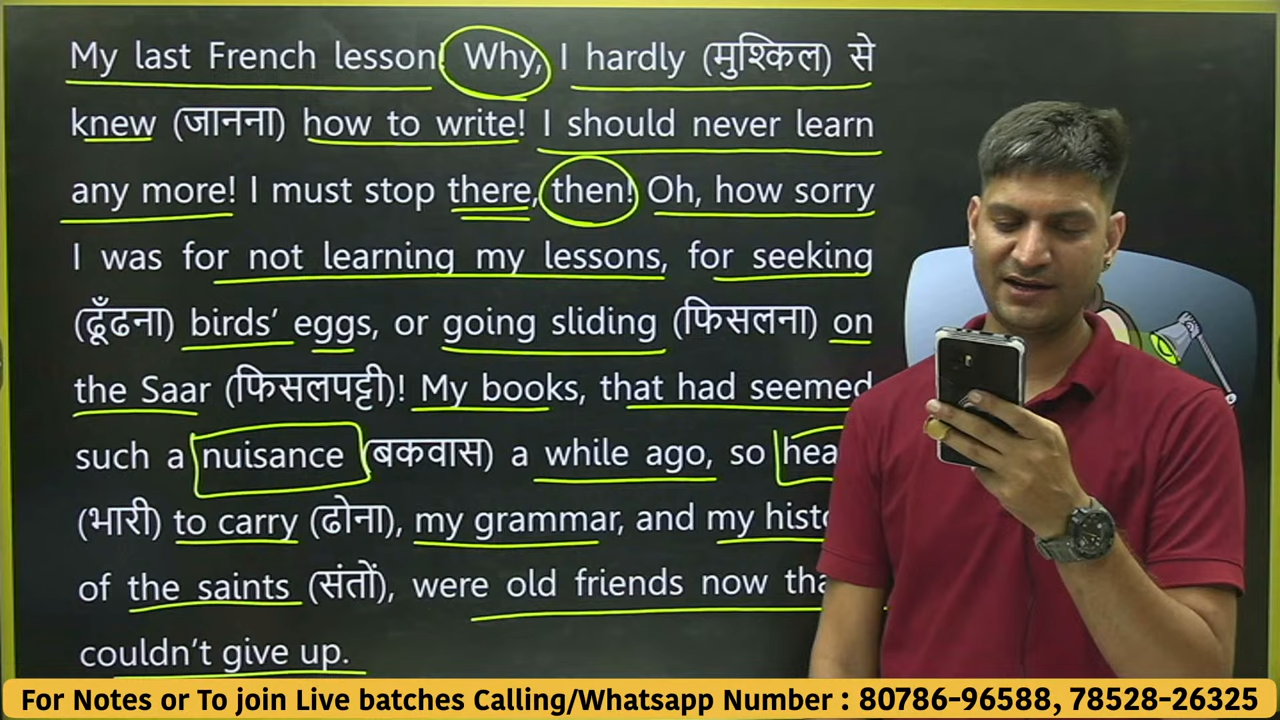 My last French lesson! Why, I hardly (मुश्किल) से
knew (जानना) how to write! I should never learn
any more! I must stop there, then! Oh, how sorry
I was for not learning my lessons, for seeking
(ढूँढना) birds’ eggs, or going sliding (फिसलना) on
the Saar (फिसलपट्टी)! My books, that had seemed
such a nuisance (बकवास) a while ago, so
(भारी) to carry (ढोना), my grammar, and my
of the saints (संतों), were old friends now
couldn’t give up.
For Notes or To join Live batches Calling/Whatsapp Number : 80786-96588, 78528-26325